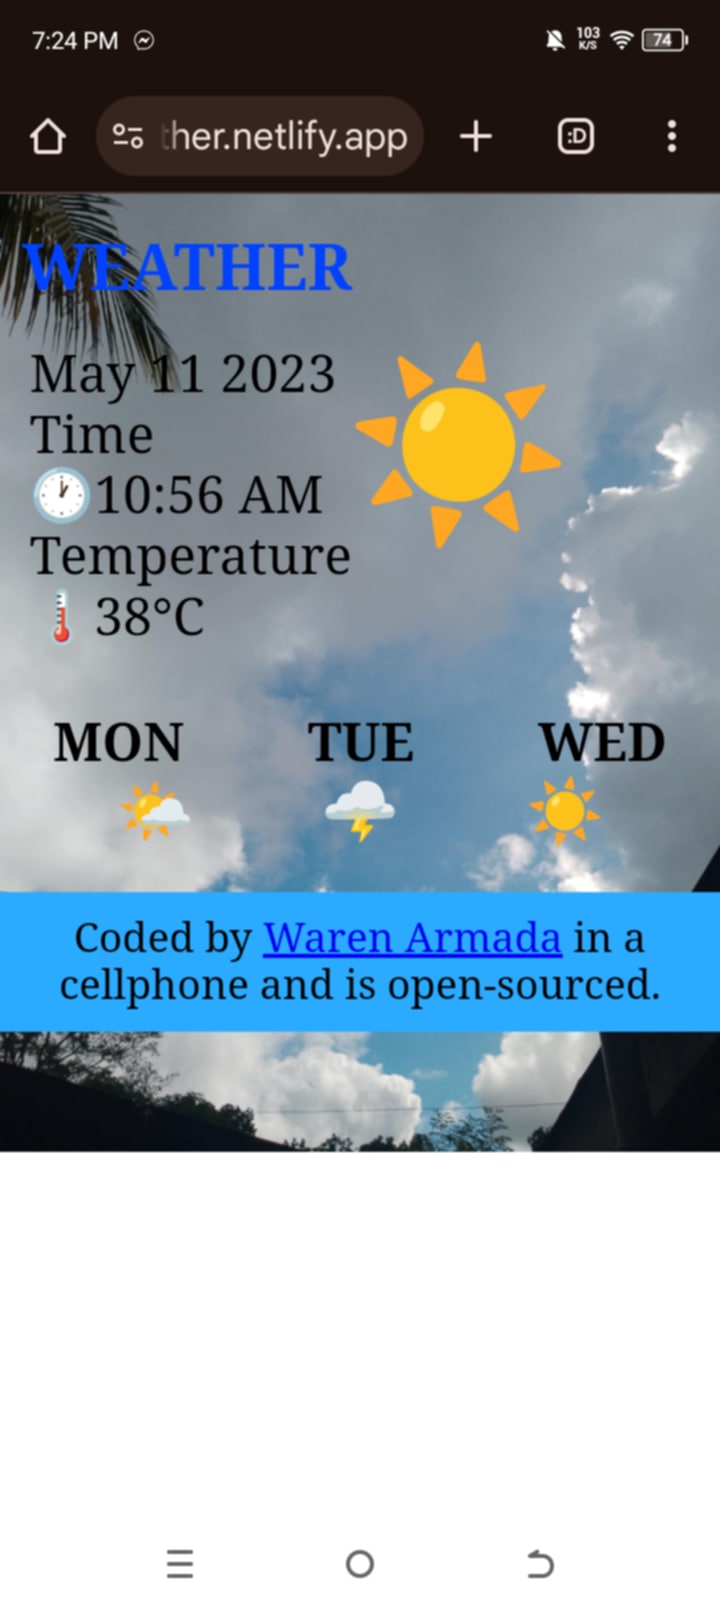 7:24 PM
103
K/S
74
ther.netlify.app
:D
WEATHER
May 11 2023
Time
10:56 AM
Temperature
38°C
MON TUE WED
Coded by Waren Armada in a
cellphone and is open-sourced.